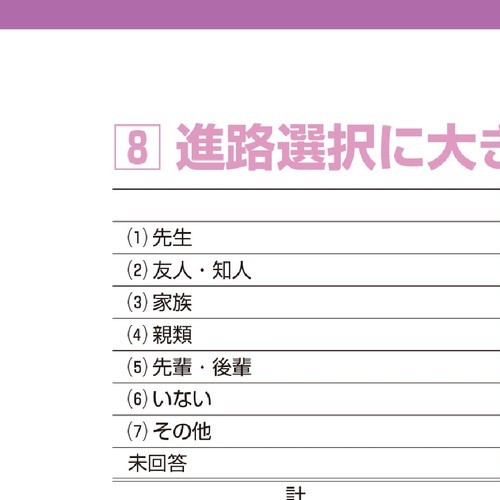 8 進路選択に大き
(1) 先生
(2) 友人・知人
(3) 家族
(4) 親類
(5) 先輩・後輩
(6) いない
(7) その他
未回答
計